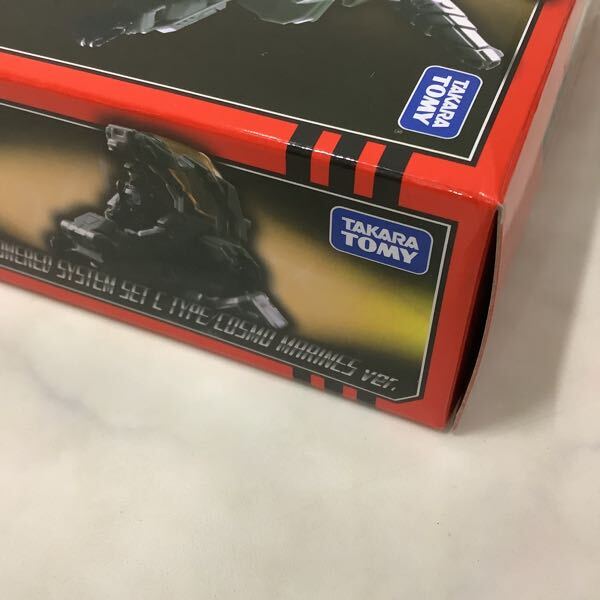 TAKARA
TOMY
TAKARA
TOMY
SYSTEM SET C TYPE/COSMO MARINES ver.